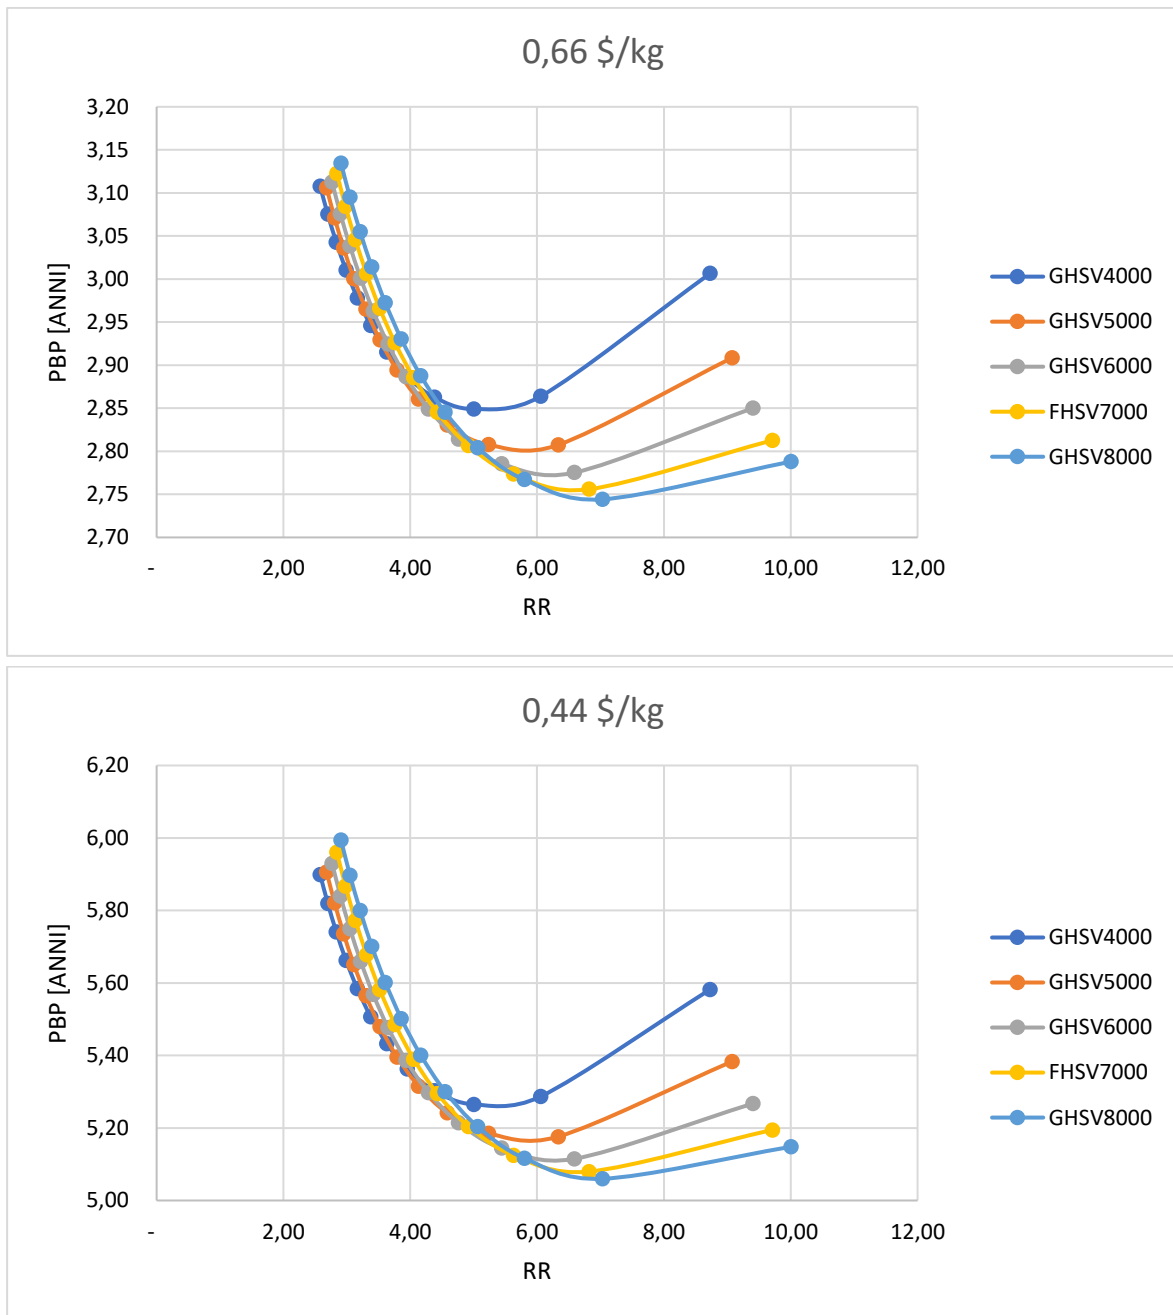 0,66 $/kg
3,20
3,15
3,10
3,05
3,00
2,95
2,90
2,85
2,80
2,75
2,70
PBP [ANNI]
- 2,00 4,00 6,00 8,00 10,00 12,00
RR
GHSV4000
GHSV5000
GHSV6000
FHSV7000
GHSV8000
0,44 $/kg
6,20
6,00
5,80
5,60
5,40
5,20
5,00
PBP [ANNI]
- 2,00 4,00 6,00 8,00 10,00 12,00
RR
GHSV4000
GHSV5000
GHSV6000
FHSV7000
GHSV8000